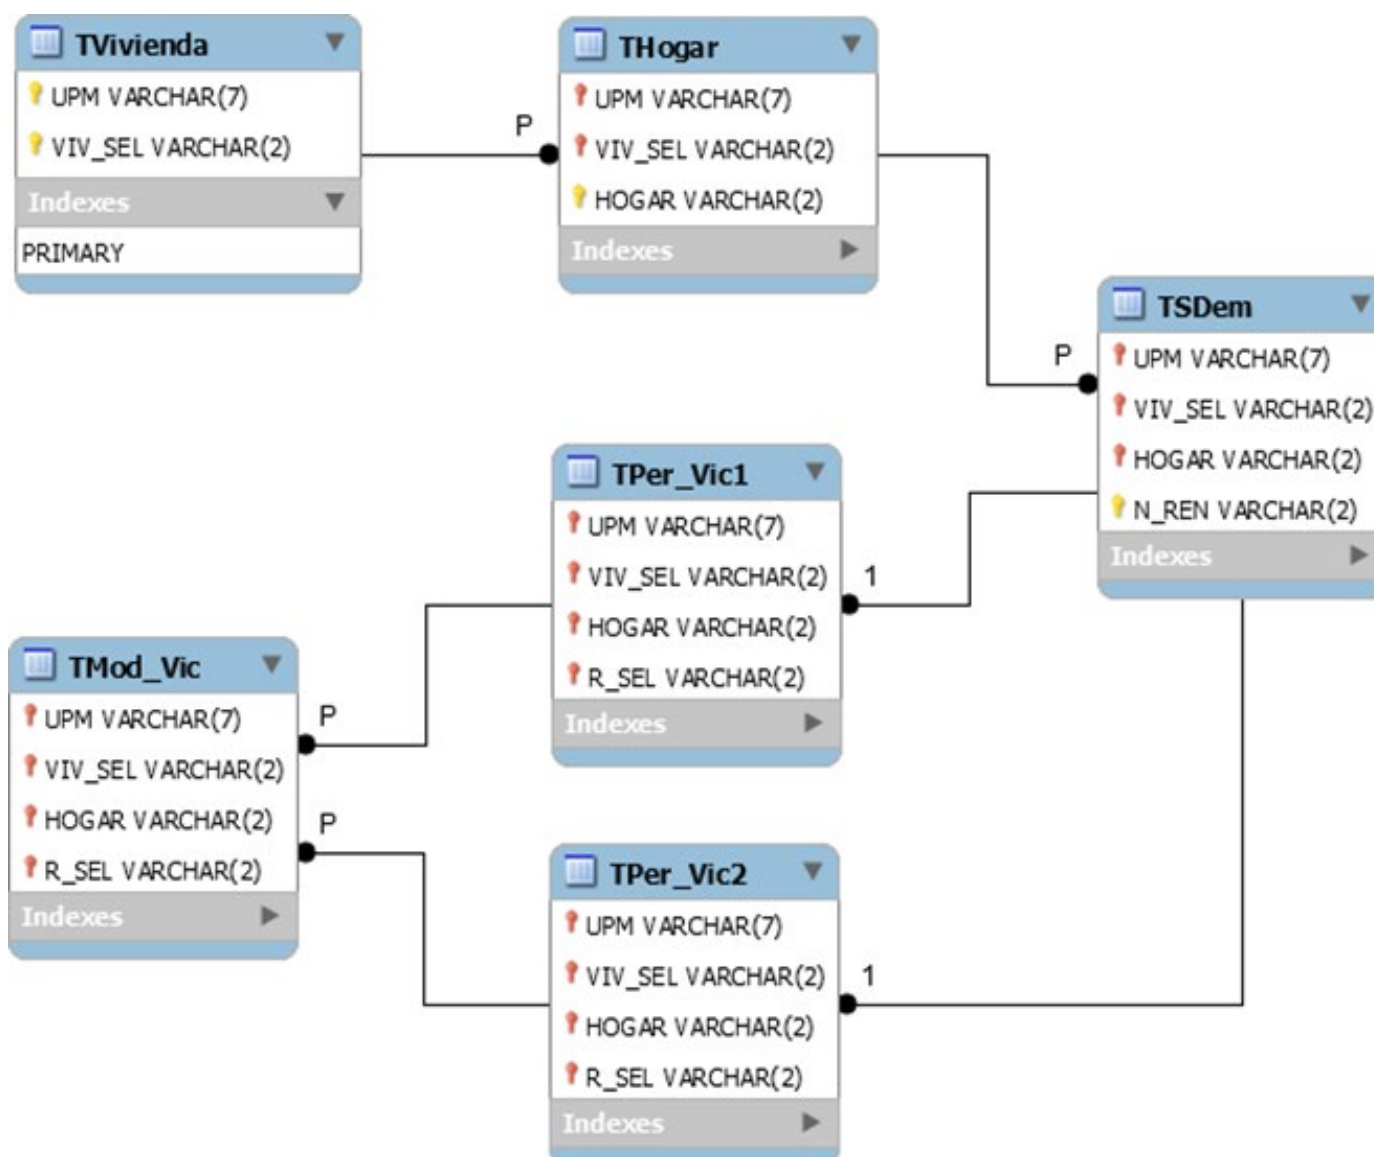 TVivienda
UPM VARCHAR(7)
VIV_SEL VARCHAR(2)
Indexes
PRIMARY
P
THogar
UPM VARCHAR(7)
VIV_SEL VARCHAR(2)
HOGAR VARCHAR(2)
Indexes
P
TSDem
UPM VARCHAR(7)
VIV_SEL VARCHAR(2)
HOGAR VARCHAR(2)
N_REN VARCHAR(2)
Indexes
TPer_Vic1
UPM VARCHAR(7)
VIV_SEL VARCHAR(2)
HOGAR VARCHAR(2)
R_SEL VARCHAR(2)
Indexes
1
TMod_Vic
UPM VARCHAR(7)
VIV_SEL VARCHAR(2)
HOGAR VARCHAR(2)
R_SEL VARCHAR(2)
Indexes
P
P
TPer_Vic2
UPM VARCHAR(7)
VIV_SEL VARCHAR(2)
HOGAR VARCHAR(2)
R_SEL VARCHAR(2)
Indexes
1